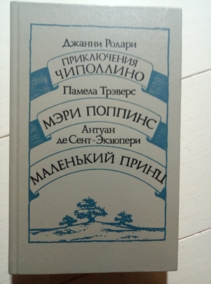 Джанни Родари
ПРИКЛЮЧЕНИЯ
ЧИПОЛЛИНО
Памела Трэверс
МЭРИ ПОППИНС
Антуан
де Сент-Экзюпери
МАЛЕНЬКИЙ ПРИНЦ